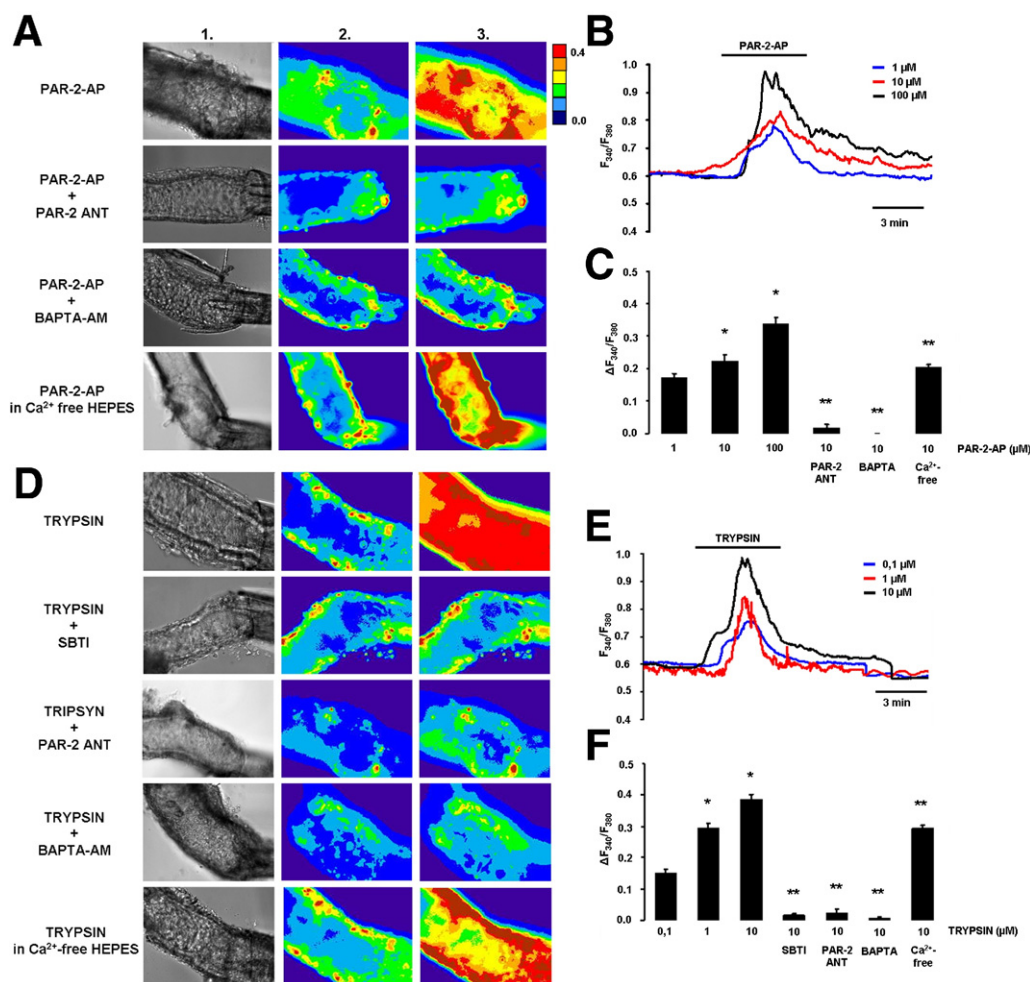 A
1.
2.
3.
PAR-2-AP
0.4
0.0
PAR-2-AP
+
PAR-2 ANT
PAR-2-AP
+
BAPTA-AM
PAR-2-AP
in Ca²⁺ free HEPES
B
PAR-2-AP
1 µM
10 µM
100 µM
F340/F380
1.0
0.9
0.8
0.7
0.6
0.5
0.4
3 min
C
ΔF340/F380
0.5
0.4
0.3
0.2
0.1
0.0
* * ** ** **
1 10 100 10 10 10 PAR-2-AP (µM)
PAR-2 ANT
BAPTA
Ca²⁺-free
D
TRYPSIN
TRYPSIN
+
SBTI
TRIPSYN
+
PAR-2 ANT
TRYPSIN
+
BAPTA-AM
TRYPSIN
in Ca²⁺-free HEPES
E
TRYPSIN
0,1 µM
1 µM
10 µM
F340/F380
1.0
0.9
0.8
0.7
0.6
0.5
0.4
3 min
F
ΔF340/F380
0.5
0.4
0.3
0.2
0.1
0.0
* * ** ** ** **
0,1 1 10 10 10 10 10 TRYPSIN (µM)
SBTI
PAR-2 ANT
BAPTA
Ca²⁺-free